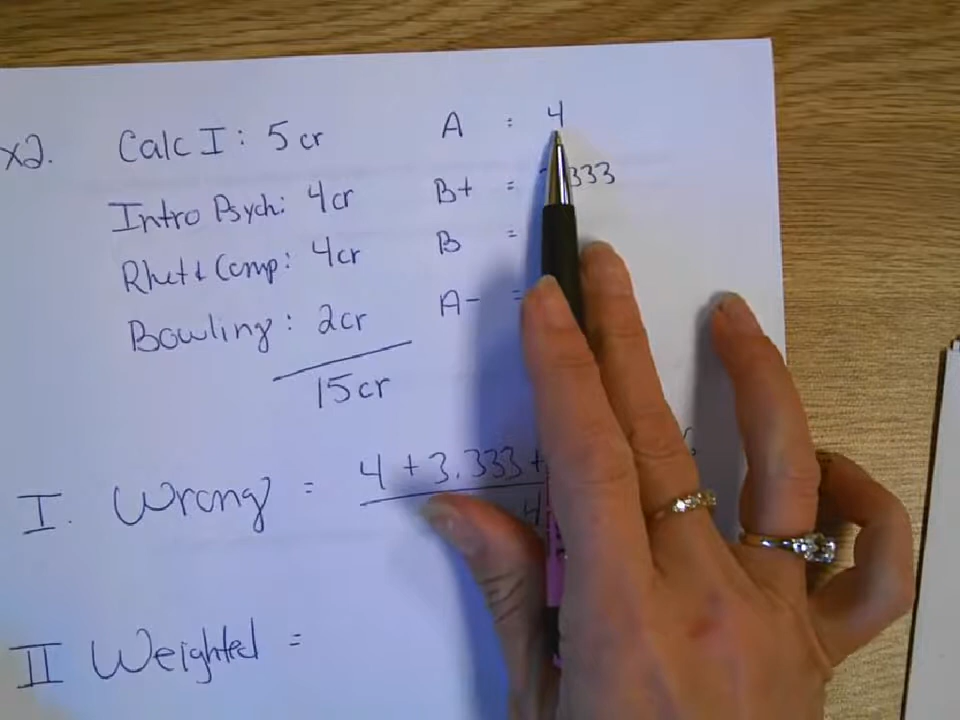 x2. Calc I: 5cr A = 4
Intro Psych: 4cr B+ = 333
Rhet & Comp: 4cr B =
Bowling: 2cr A- =
15cr
I. Wrong = 4 + 3.333 +
4
II Weighted =